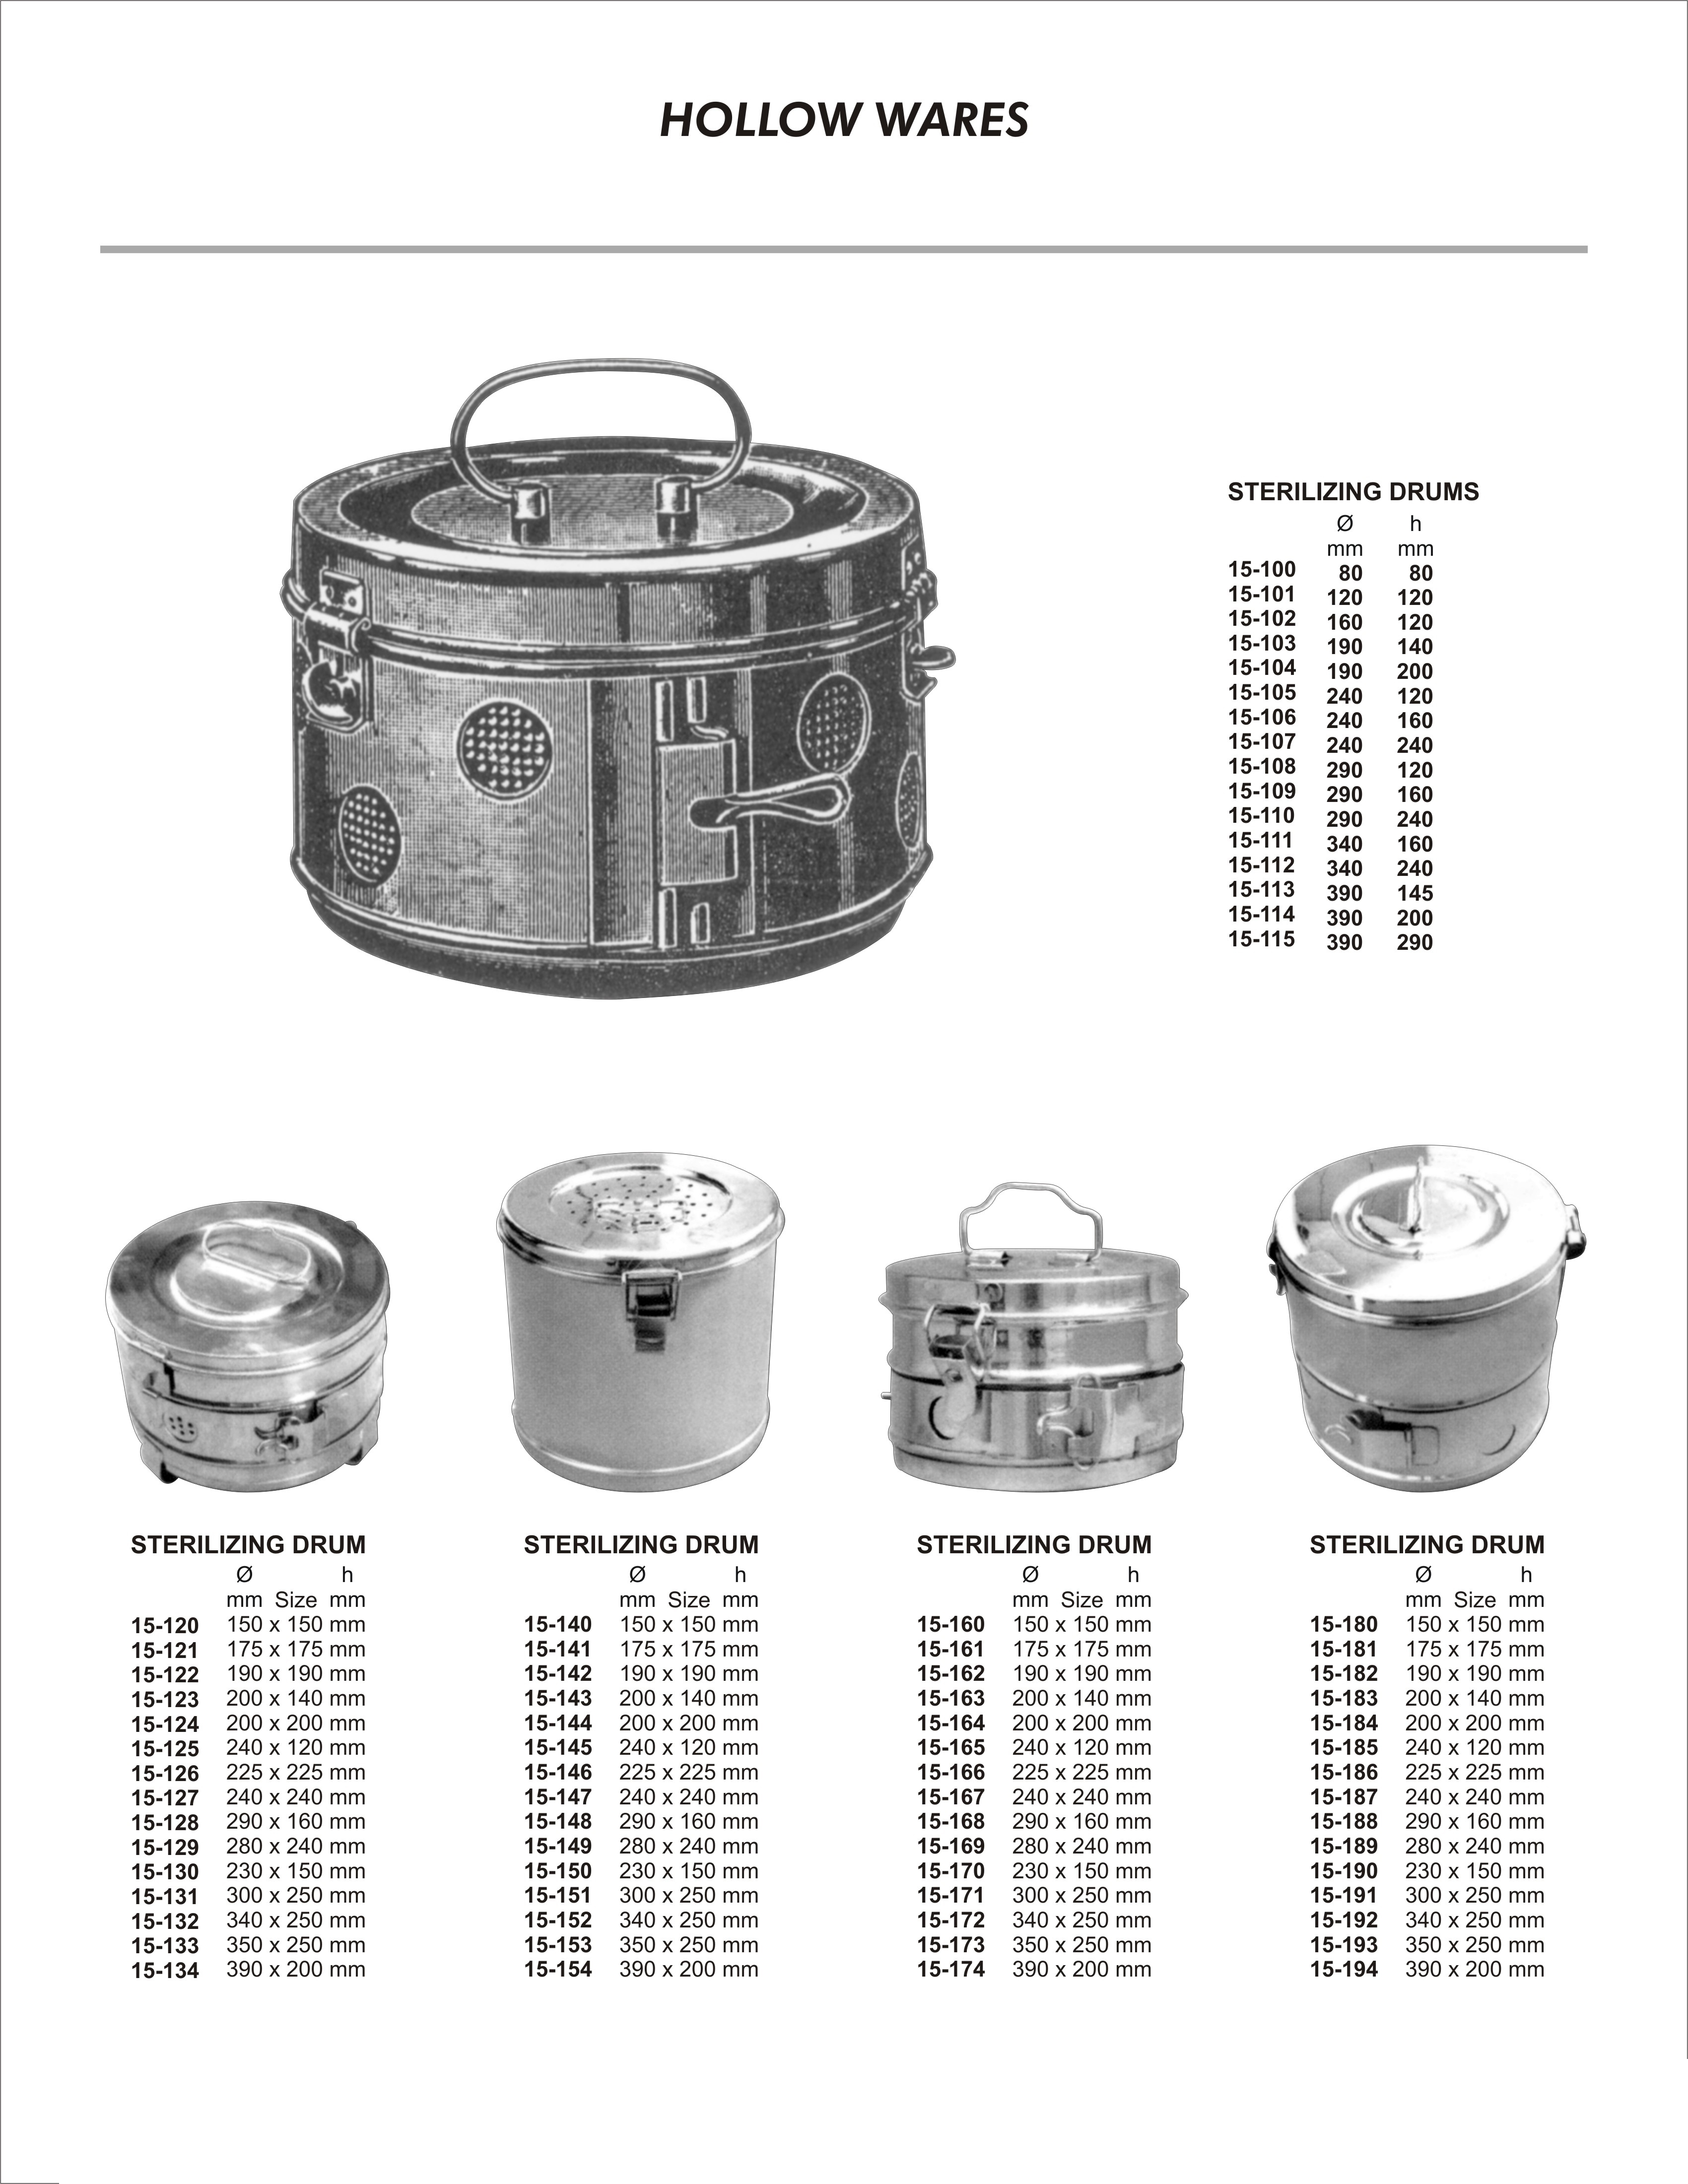 HOLLOW WARES
STERILIZING DRUMS
Ø h
mm mm
15-100 80 80
15-101 120 120
15-102 160 120
15-103 190 140
15-104 190 200
15-105 240 120
15-106 240 160
15-107 240 240
15-108 290 120
15-109 290 160
15-110 290 240
15-111 340 160
15-112 340 240
15-113 390 145
15-114 390 200
15-115 390 290
STERILIZING DRUM
Ø h
mm Size mm
15-120 150 x 150 mm
15-121 175 x 175 mm
15-122 190 x 190 mm
15-123 200 x 140 mm
15-124 200 x 200 mm
15-125 240 x 120 mm
15-126 225 x 225 mm
15-127 240 x 240 mm
15-128 290 x 160 mm
15-129 280 x 240 mm
15-130 230 x 150 mm
15-131 300 x 250 mm
15-132 340 x 250 mm
15-133 350 x 250 mm
15-134 390 x 200 mm
STERILIZING DRUM
Ø h
mm Size mm
15-140 150 x 150 mm
15-141 175 x 175 mm
15-142 190 x 190 mm
15-143 200 x 140 mm
15-144 200 x 200 mm
15-145 240 x 120 mm
15-146 225 x 225 mm
15-147 240 x 240 mm
15-148 290 x 160 mm
15-149 280 x 240 mm
15-150 230 x 150 mm
15-151 300 x 250 mm
15-152 340 x 250 mm
15-153 350 x 250 mm
15-154 390 x 200 mm
STERILIZING DRUM
Ø h
mm Size mm
15-160 150 x 150 mm
15-161 175 x 175 mm
15-162 190 x 190 mm
15-163 200 x 140 mm
15-164 200 x 200 mm
15-165 240 x 120 mm
15-166 225 x 225 mm
15-167 240 x 240 mm
15-168 290 x 160 mm
15-169 280 x 240 mm
15-170 230 x 150 mm
15-171 300 x 250 mm
15-172 340 x 250 mm
15-173 350 x 250 mm
15-174 390 x 200 mm
STERILIZING DRUM
Ø h
mm Size mm
15-180 150 x 150 mm
15-181 175 x 175 mm
15-182 190 x 190 mm
15-183 200 x 140 mm
15-184 200 x 200 mm
15-185 240 x 120 mm
15-186 225 x 225 mm
15-187 240 x 240 mm
15-188 290 x 160 mm
15-189 280 x 240 mm
15-190 230 x 150 mm
15-191 300 x 250 mm
15-192 340 x 250 mm
15-193 350 x 250 mm
15-194 390 x 200 mm